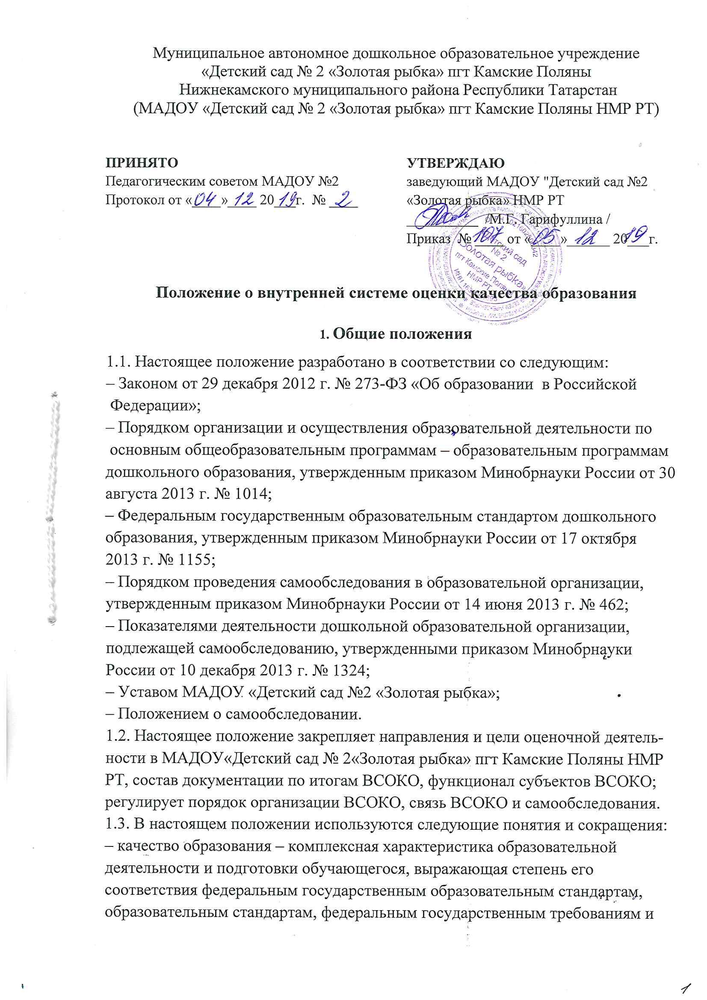 Муниципальное автономное дошкольное образовательное учреждение
«Детский сад № 2 «Золотая рыбка» пгт Камские Поляны
Нижнекамского муниципального района Республики Татарстан
(МАДОУ «Детский сад № 2 «Золотая рыбка» пгт Камские Поляны НМР РТ)
ПРИНЯТО
Педагогическим советом МАДОУ №2
Протокол от «04» 12 2019г. № 2
УТВЕРЖДАЮ
заведующий МАДОУ "Детский сад №2
«Золотая рыбка» НМР РТ
/М.Г. Гарифуллина /
Приказ № 107 от «05» 12 2019 г.
Детский сад
№ 2
Золотая рыбка»
пгт Камские Поляны
НМР РТ
Положение о внутренней системе оценки качества образования
1. Общие положения
1.1. Настоящее положение разработано в соответствии со следующим:
– Законом от 29 декабря 2012 г. № 273-ФЗ «Об образовании в Российской
Федерации»;
– Порядком организации и осуществления образовательной деятельности по
основным общеобразовательным программам – образовательным программам
дошкольного образования, утвержденным приказом Минобрнауки России от 30
августа 2013 г. № 1014;
– Федеральным государственным образовательным стандартом дошкольного
образования, утвержденным приказом Минобрнауки России от 17 октября
2013 г. № 1155;
– Порядком проведения самообследования в образовательной организации,
утвержденным приказом Минобрнауки России от 14 июня 2013 г. № 462;
– Показателями деятельности дошкольной образовательной организации,
подлежащей самообследованию, утвержденными приказом Минобрнауки
России от 10 декабря 2013 г. № 1324;
– Уставом МАДОУ «Детский сад №2 «Золотая рыбка»;
– Положением о самообследовании.
1.2. Настоящее положение закрепляет направления и цели оценочной деятель-
ности в МАДОУ«Детский сад № 2«Золотая рыбка» пгт Камские Поляны НМР
РТ, состав документации по итогам ВСОКО, функционал субъектов ВСОКО;
регулирует порядок организации ВСОКО, связь ВСОКО и самообследования.
1.3. В настоящем положении используются следующие понятия и сокращения:
– качество образования – комплексная характеристика образовательной
деятельности и подготовки обучающегося, выражающая степень его
соответствия федеральным государственным образовательным стандартам,
образовательным стандартам, федеральным государственным требованиям и
1